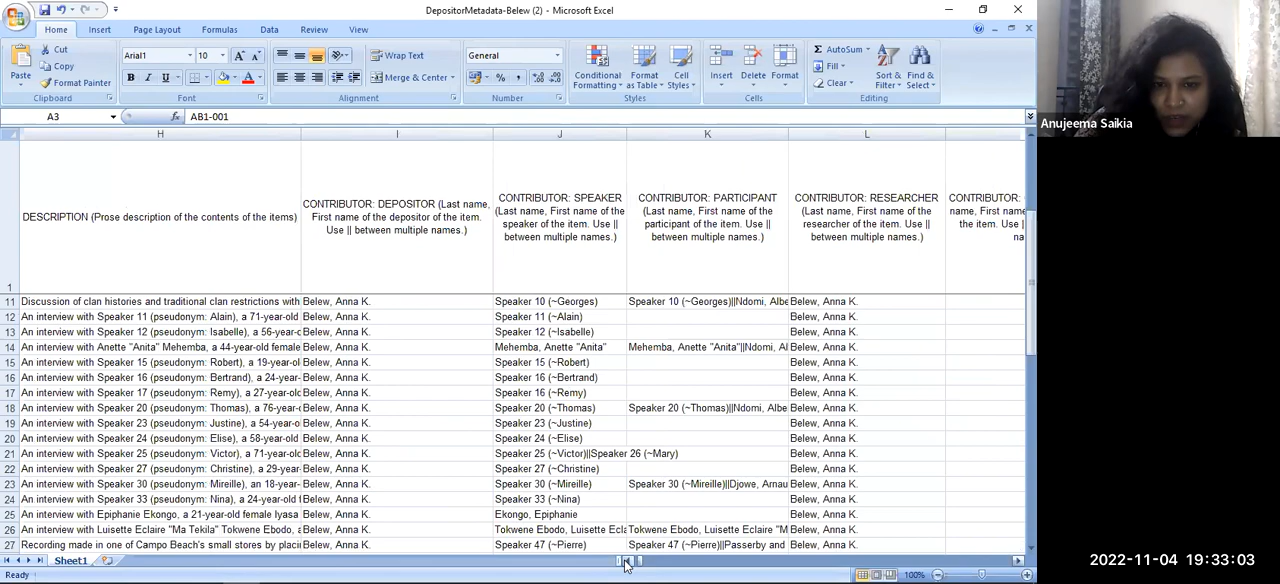 DepositorMetadata-Belew (2) - Microsoft Excel
Home Insert Page Layout Formulas Data Review View
Paste
Cut
Copy
Format Painter
Clipboard
Arial1 10
B I U
Font
Wrap Text
Merge & Center
Alignment
General
Number
Conditional Formatting
Format as Table
Cell Styles
Styles
Insert Delete Format
Cells
AutoSum
Fill
Clear
Sort & Filter
Find & Select
Editing
A3 fx AB1-001
H I J K L
DESCRIPTION (Prose description of the contents of the items)
CONTRIBUTOR: DEPOSITOR (Last name,
First name of the depositor of the item.
Use || between multiple names.)
CONTRIBUTOR: SPEAKER
(Last name, First name of the
speaker of the item. Use ||
between multiple names.)
CONTRIBUTOR: PARTICIPANT
(Last name, First name of the
participant of the item. Use ||
between multiple names.)
CONTRIBUTOR: RESEARCHER
(Last name, First name of the
researcher of the item. Use ||
between multiple names.)
CONTRIBUTOR:
name, First name
the item. Use |
na
1
11 Discussion of clan histories and traditional clan restrictions with Belew, Anna K. Speaker 10 (~Georges) Speaker 10 (~Georges)||Ndomi, Albe Belew, Anna K.
12 An interview with Speaker 11 (pseudonym: Alain), a 71-year-old Belew, Anna K. Speaker 11 (~Alain) Belew, Anna K.
13 An interview with Speaker 12 (pseudonym: Isabelle), a 56-year-o Belew, Anna K. Speaker 12 (~Isabelle) Belew, Anna K.
14 An interview with Anette "Anita" Mehemba, a 44-year-old female Belew, Anna K. Mehemba, Anette "Anita" Mehemba, Anette "Anita"||Ndomi, Al Belew, Anna K.
15 An interview with Speaker 15 (pseudonym: Robert), a 19-year-ol Belew, Anna K. Speaker 15 (~Robert) Belew, Anna K.
16 An interview with Speaker 16 (pseudonym: Bertrand), a 24-year- Belew, Anna K. Speaker 16 (~Bertrand) Belew, Anna K.
17 An interview with Speaker 17 (pseudonym: Remy), a 27-year-old Belew, Anna K. Speaker 16 (~Remy) Belew, Anna K.
18 An interview with Speaker 20 (pseudonym: Thomas), a 76-year-o Belew, Anna K. Speaker 20 (~Thomas) Speaker 20 (~Thomas)||Ndomi, Albe Belew, Anna K.
19 An interview with Speaker 23 (pseudonym: Justine), a 54-year-ol Belew, Anna K. Speaker 23 (~Justine) Belew, Anna K.
20 An interview with Speaker 24 (pseudonym: Elise), a 58-year-old Belew, Anna K. Speaker 24 (~Elise) Belew, Anna K.
21 An interview with Speaker 25 (pseudonym: Victor), a 71-year-old Belew, Anna K. Speaker 25 (~Victor)||Speaker 26 (~Mary) Belew, Anna K.
22 An interview with Speaker 27 (pseudonym: Christine), a 29-year- Belew, Anna K. Speaker 27 (~Christine) Belew, Anna K.
23 An interview with Speaker 30 (pseudonym: Mireille), an 18-year- Belew, Anna K. Speaker 30 (~Mireille) Speaker 30 (~Mireille)||Djowe, Arnau Belew, Anna K.
24 An interview with Speaker 33 (pseudonym: Nina), a 24-year-old Belew, Anna K. Speaker 33 (~Nina) Belew, Anna K.
25 An interview with Epiphanie Ekongo, a 21-year-old female Iyasa Belew, Anna K. Ekongo, Epiphanie Belew, Anna K.
26 An interview with Luisette Eclaire "Ma Tekila" Tokwene Ebodo, a Belew, Anna K. Tokwene Ebodo, Luisette Ecla Tokwene Ebodo, Luisette Eclaire "M Belew, Anna K.
27 Recording made in one of Campo Beach's small stores by placi Belew, Anna K. Speaker 47 (~Pierre) Speaker 47 (~Pierre)||Passerby and Belew, Anna K.
Sheet1
Ready 100%
Anujeema Saikia
2022-11-04 19:33:03